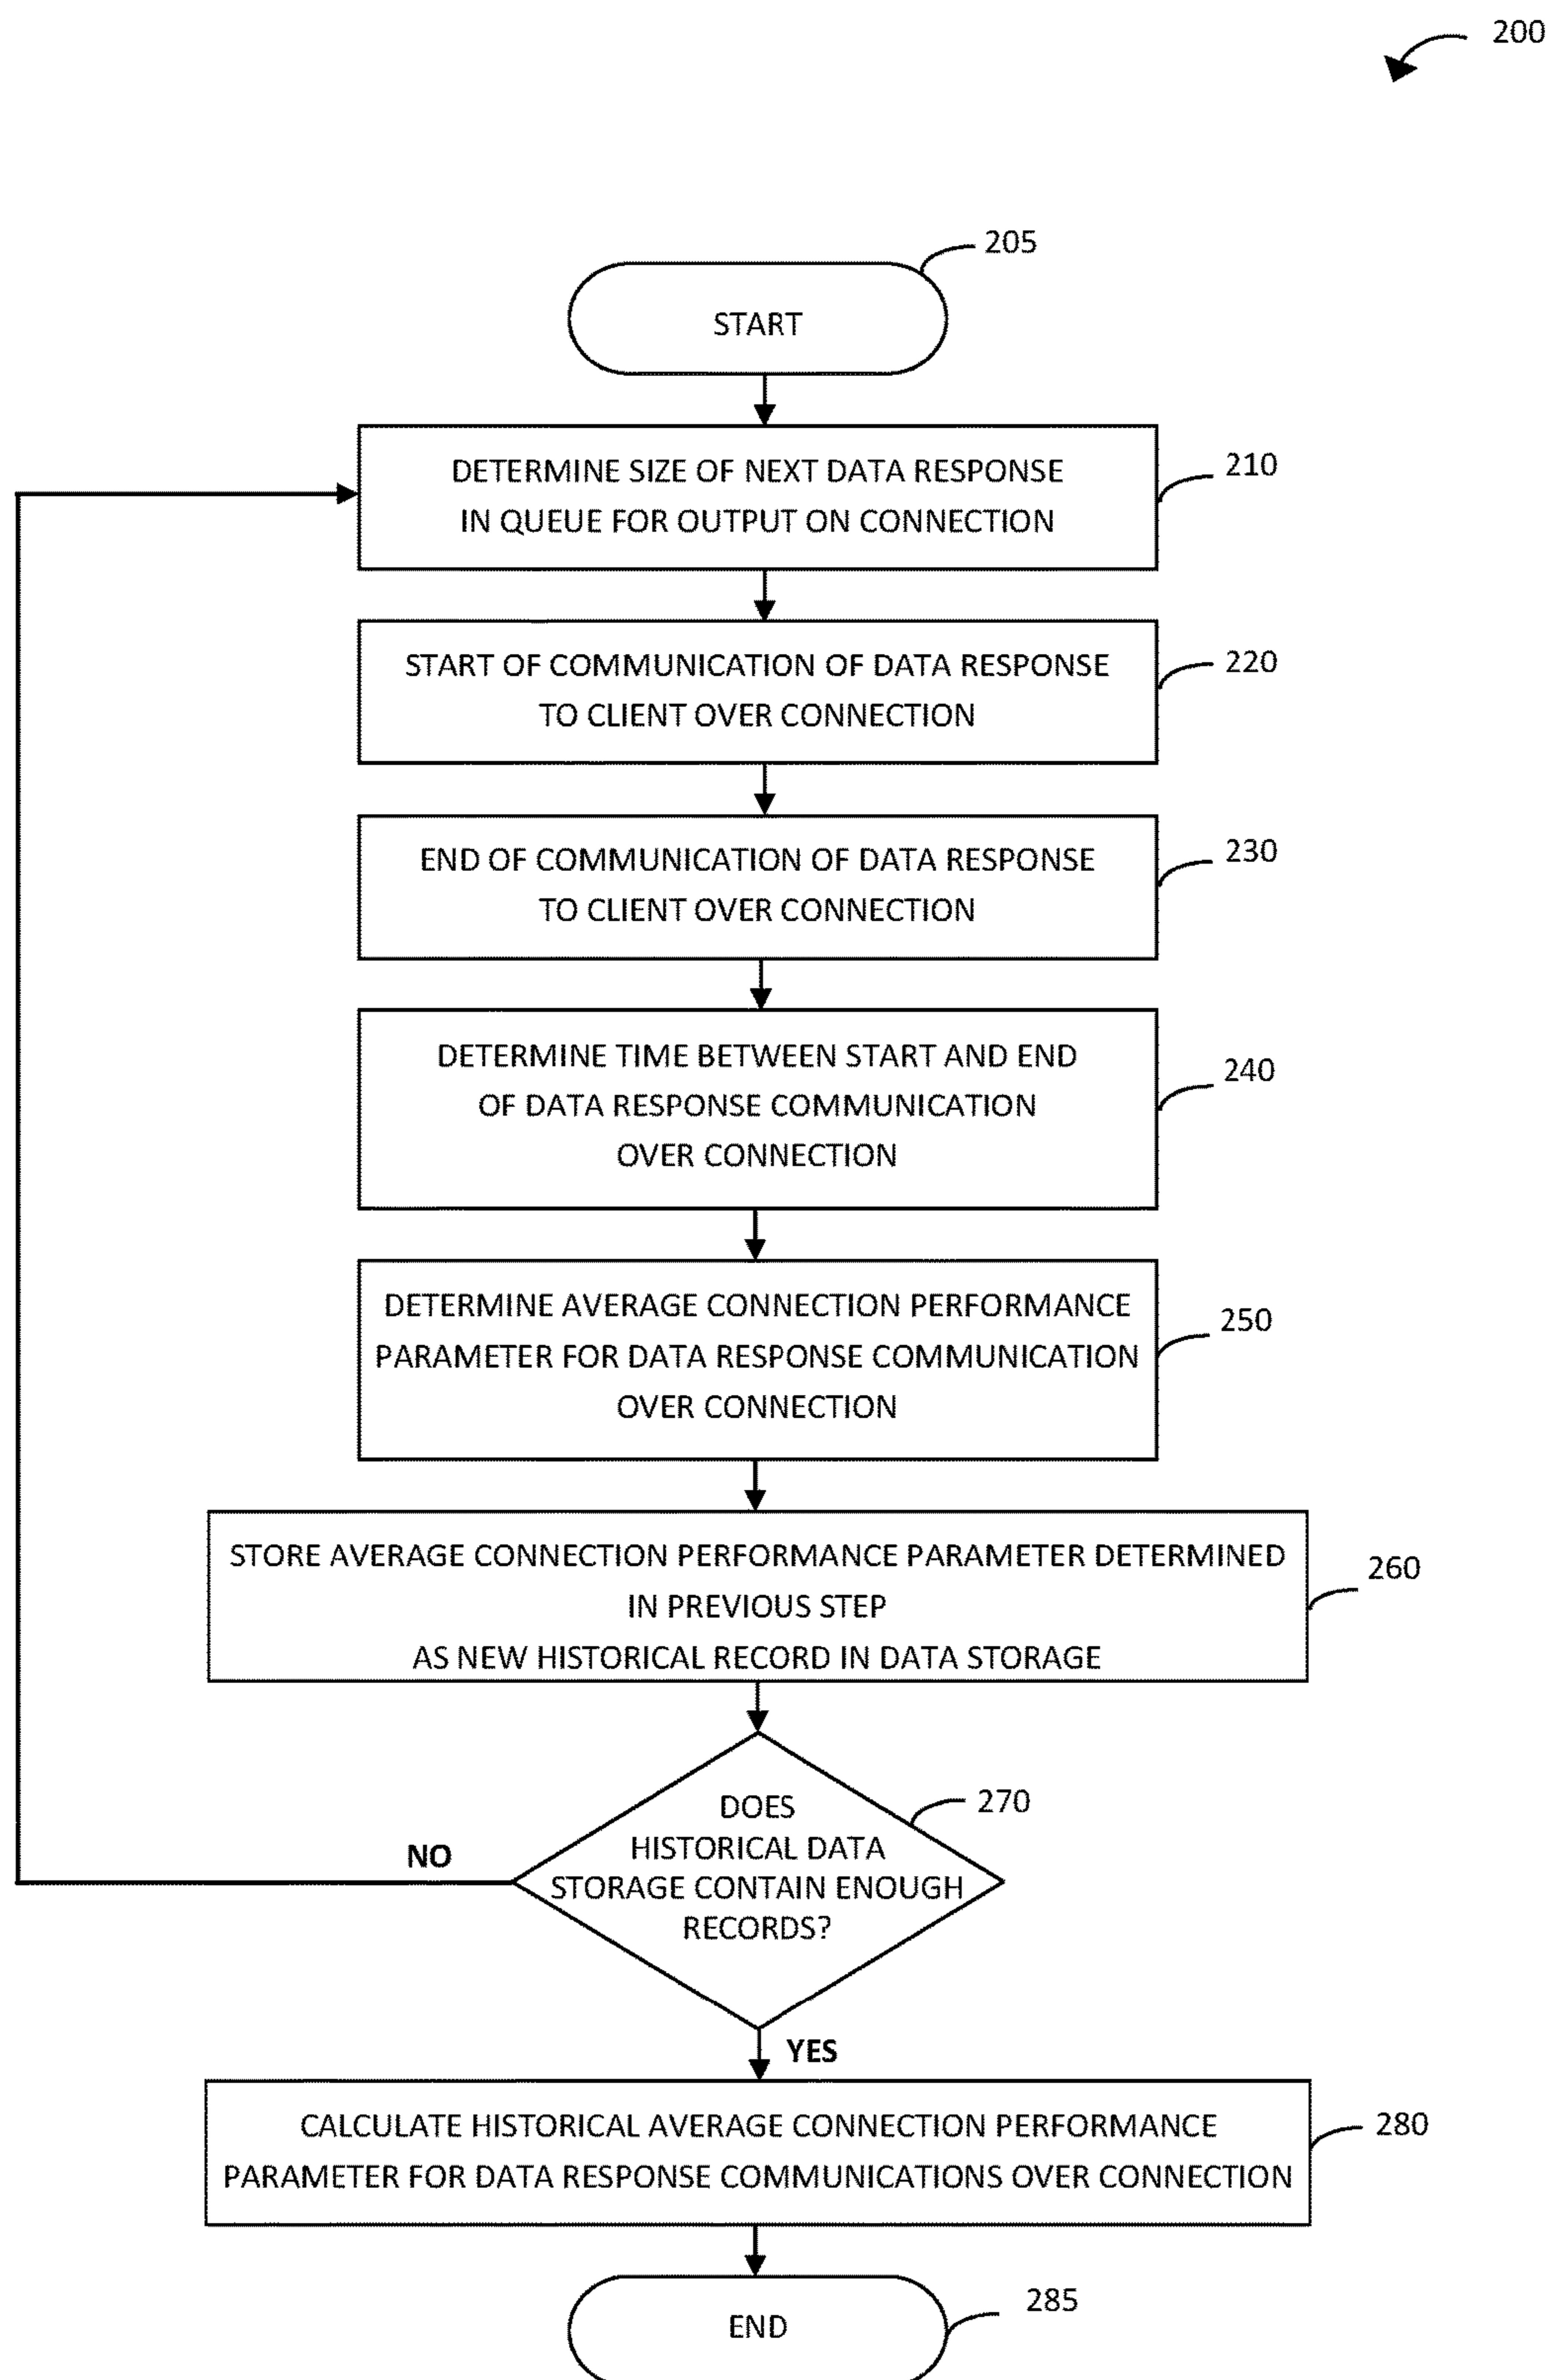 200
205
START
DETERMINE SIZE OF NEXT DATA RESPONSE
IN QUEUE FOR OUTPUT ON CONNECTION
210
START OF COMMUNICATION OF DATA RESPONSE
TO CLIENT OVER CONNECTION
220
END OF COMMUNICATION OF DATA RESPONSE
TO CLIENT OVER CONNECTION
230
DETERMINE TIME BETWEEN START AND END
OF DATA RESPONSE COMMUNICATION
OVER CONNECTION
240
DETERMINE AVERAGE CONNECTION PERFORMANCE
PARAMETER FOR DATA RESPONSE COMMUNICATION
OVER CONNECTION
250
STORE AVERAGE CONNECTION PERFORMANCE PARAMETER DETERMINED
IN PREVIOUS STEP
AS NEW HISTORICAL RECORD IN DATA STORAGE
260
DOES
HISTORICAL DATA
STORAGE CONTAIN ENOUGH
RECORDS?
270
NO
YES
CALCULATE HISTORICAL AVERAGE CONNECTION PERFORMANCE
PARAMETER FOR DATA RESPONSE COMMUNICATIONS OVER CONNECTION
280
END
285